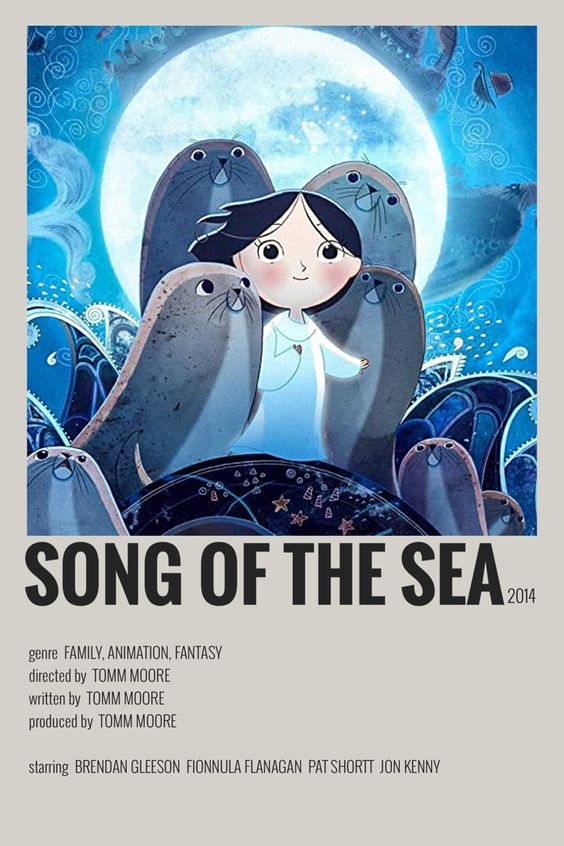 SONG OF THE SEA 2014
genre FAMILY, ANIMATION, FANTASY
directed by TOMM MOORE
written by TOMM MOORE
produced by TOMM MOORE
starring BRENDAN GLEESON FIONNULA FLANAGAN PAT SHORTT JON KENNY